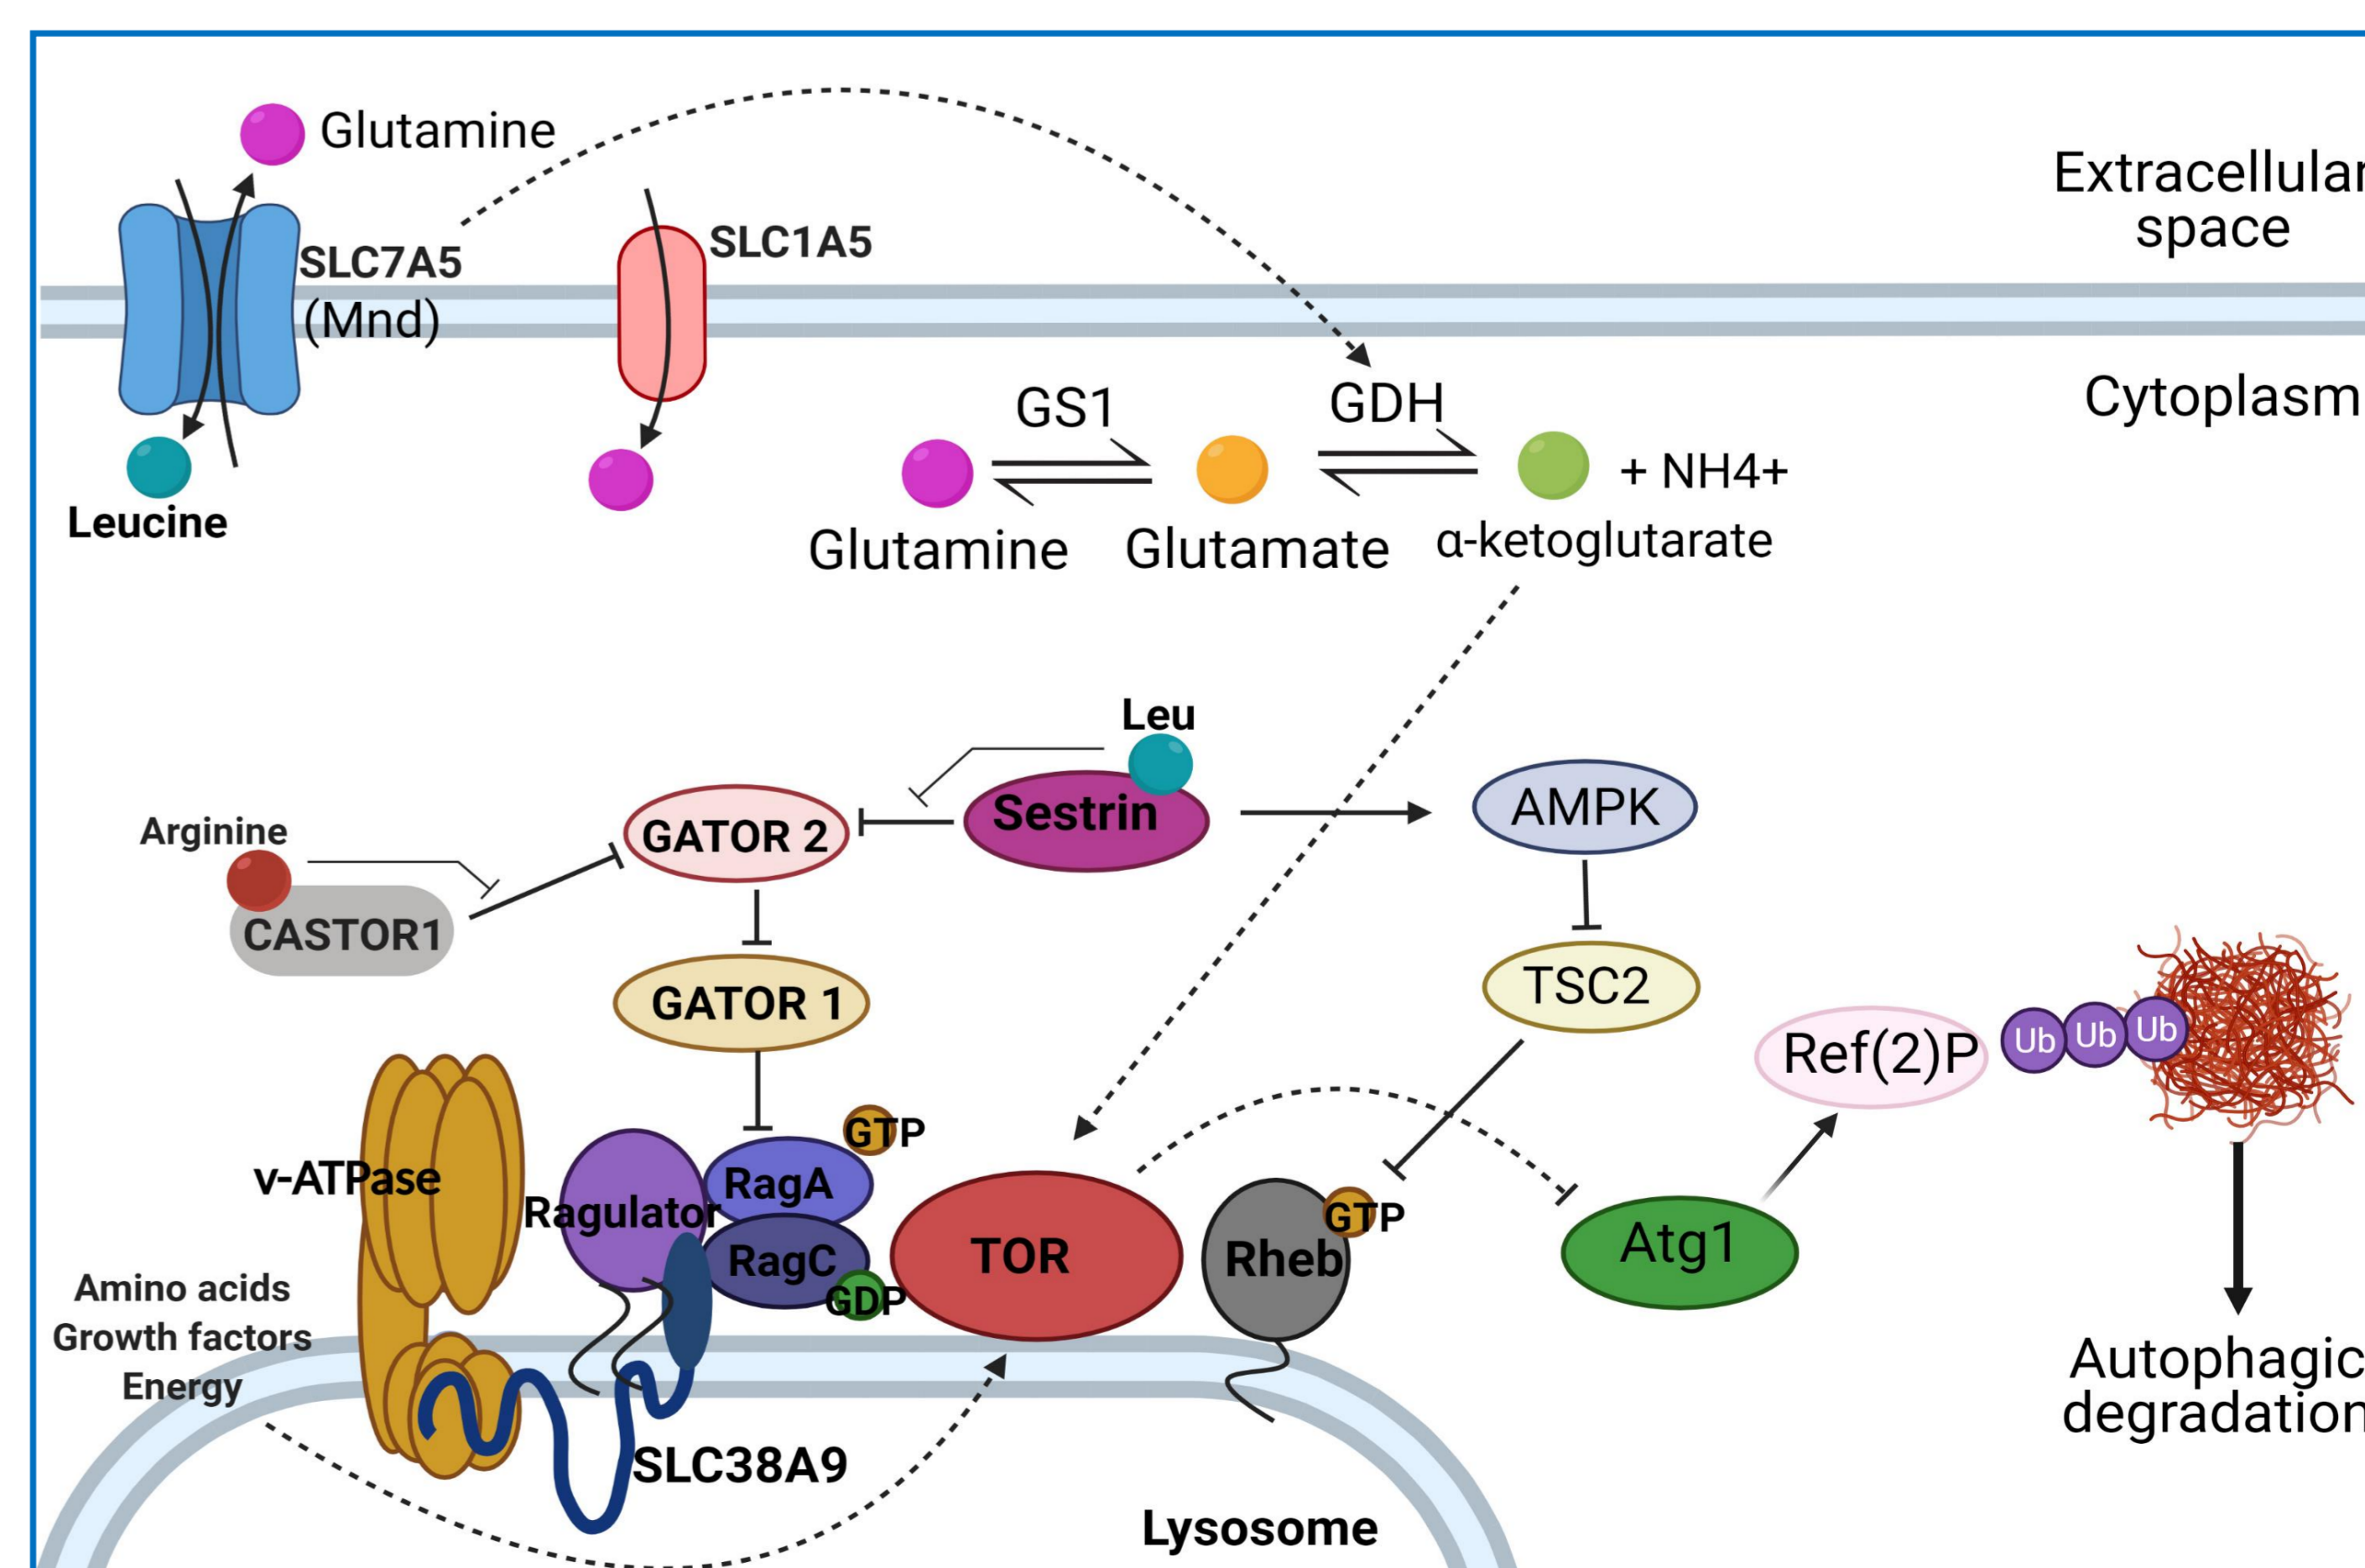 Glutamine
SLC7A5
(Mnd)
SLC1A5
Extracellular
space
Cytoplasm
Leucine
GS1
GDH
+ NH4+
Glutamine
Glutamate
α-ketoglutarate
Leu
Sestrin
AMPK
Arginine
CASTOR1
GATOR 2
GATOR 1
TSC2
Ref(2)P
Ub
Ub
Ub
v-ATPase
Ragulator
RagA
GTP
RagC
GDP
TOR
Rheb
GTP
Atg1
Amino acids
Growth factors
Energy
Autophagic
degradation
SLC38A9
Lysosome